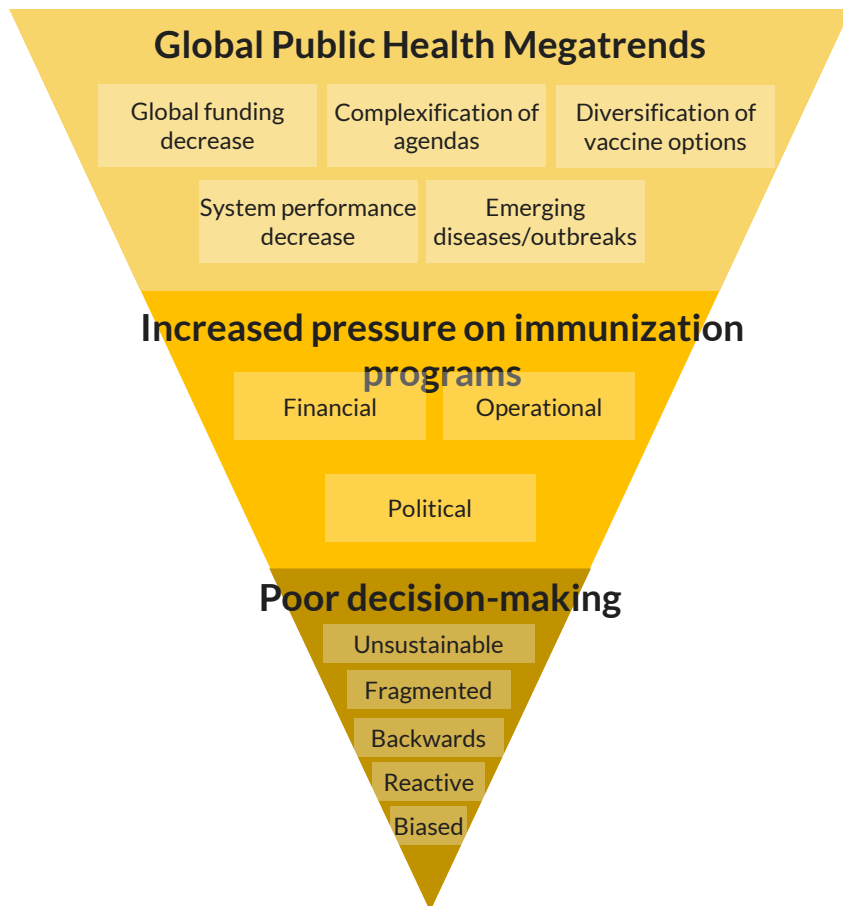 Global Public Health Megatrends
Global funding
decrease
Complexification of
agendas
Diversification of
vaccine options
System performance
decrease
Emerging
diseases/outbreaks
Increased pressure on immunization
programs
Financial
Operational
Political
Poor decision-making
Unsustainable
Fragmented
Backwards
Reactive
Biased